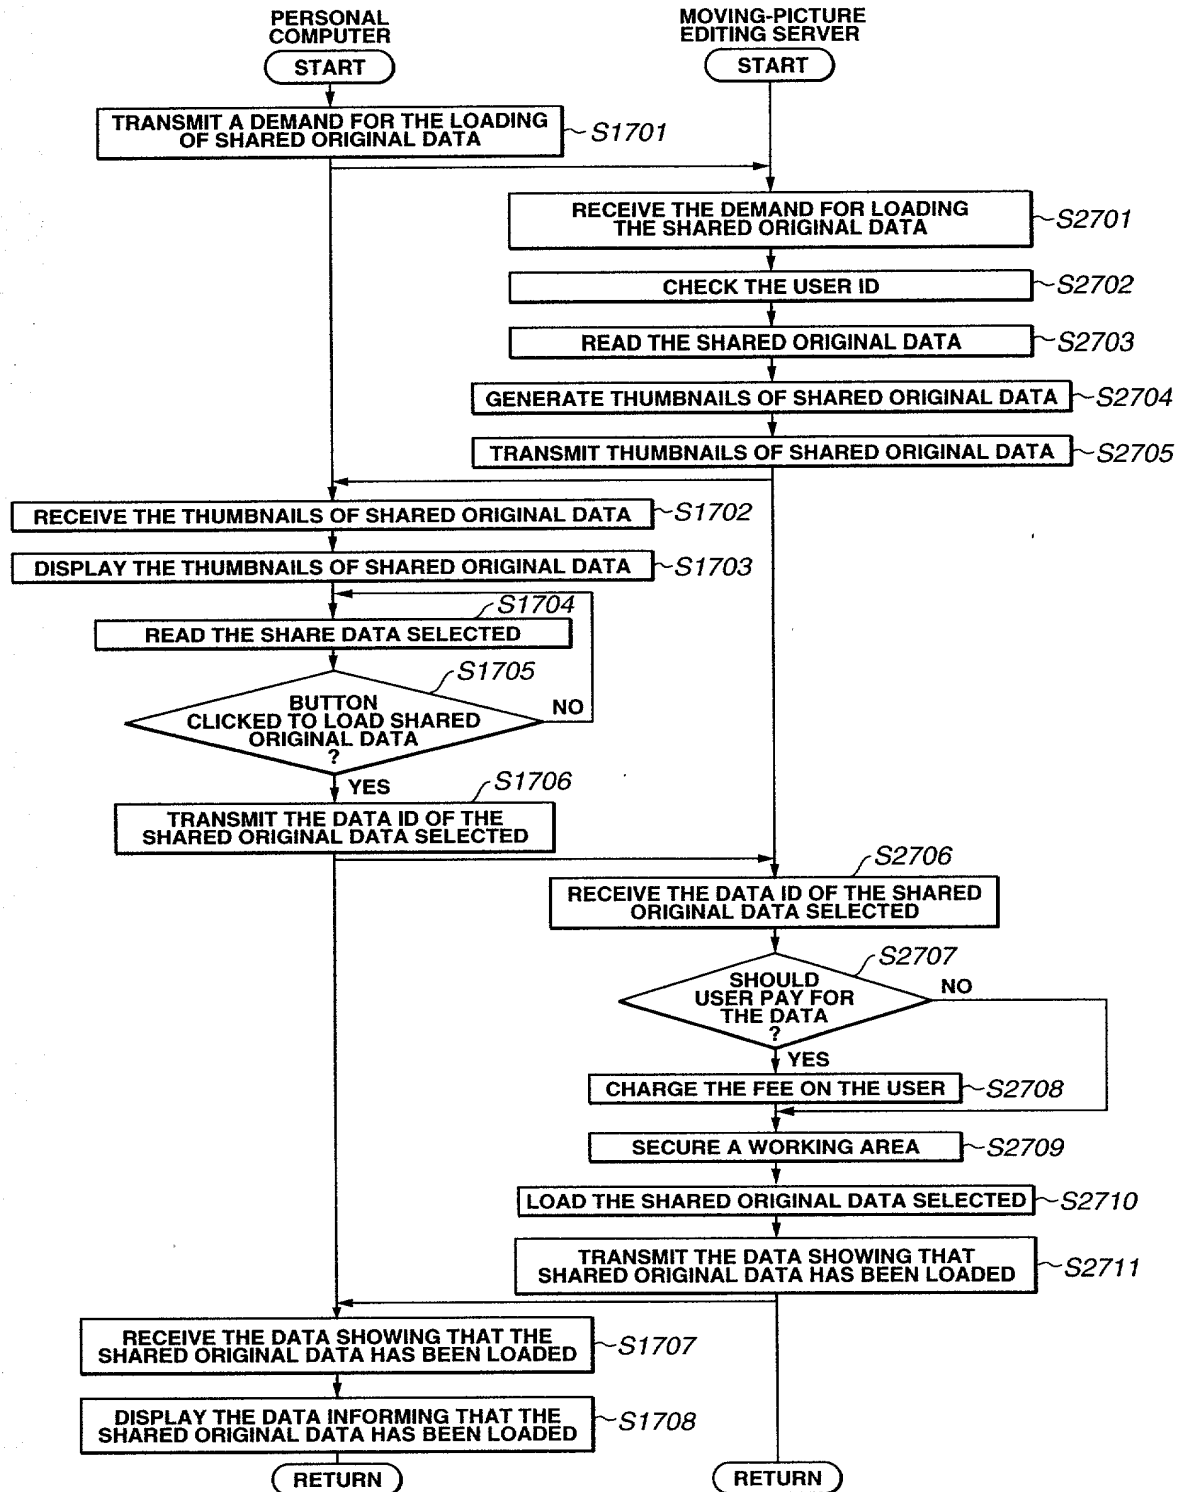 PERSONAL
COMPUTER
MOVING-PICTURE
EDITING SERVER
START
START
TRANSMIT A DEMAND FOR THE LOADING
OF SHARED ORIGINAL DATA
S1701
RECEIVE THE DEMAND FOR LOADING
THE SHARED ORIGINAL DATA
S2701
CHECK THE USER ID
S2702
READ THE SHARED ORIGINAL DATA
S2703
GENERATE THUMBNAILS OF SHARED ORIGINAL DATA
S2704
TRANSMIT THUMBNAILS OF SHARED ORIGINAL DATA
S2705
RECEIVE THE THUMBNAILS OF SHARED ORIGINAL DATA
S1702
DISPLAY THE THUMBNAILS OF SHARED ORIGINAL DATA
S1703
S1704
READ THE SHARE DATA SELECTED
S1705
BUTTON
CLICKED TO LOAD SHARED
ORIGINAL DATA
?
NO
YES
S1706
TRANSMIT THE DATA ID OF THE
SHARED ORIGINAL DATA SELECTED
S2706
RECEIVE THE DATA ID OF THE SHARED
ORIGINAL DATA SELECTED
S2707
SHOULD
USER PAY FOR
THE DATA
?
NO
YES
CHARGE THE FEE ON THE USER
S2708
SECURE A WORKING AREA
S2709
LOAD THE SHARED ORIGINAL DATA SELECTED
S2710
TRANSMIT THE DATA SHOWING THAT
SHARED ORIGINAL DATA HAS BEEN LOADED
S2711
RECEIVE THE DATA SHOWING THAT THE
SHARED ORIGINAL DATA HAS BEEN LOADED
S1707
DISPLAY THE DATA INFORMING THAT THE
SHARED ORIGINAL DATA HAS BEEN LOADED
S1708
RETURN
RETURN